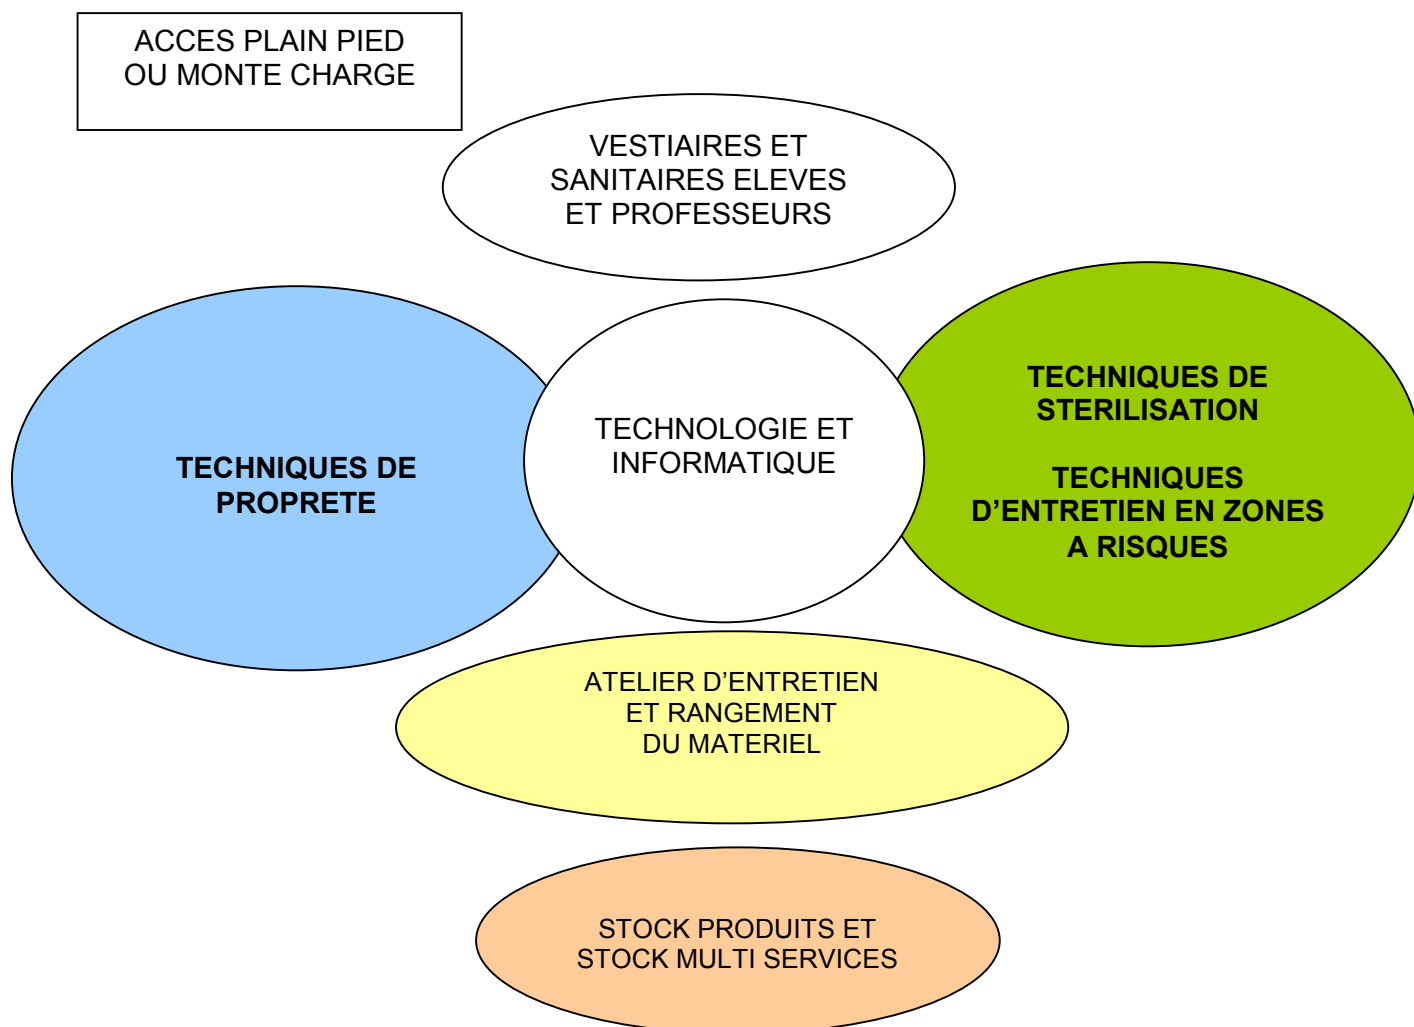 ACCES PLAIN PIED
OU MONTE CHARGE
VESTIAIRES ET
SANITAIRES ELEVES
ET PROFESSEURS
TECHNIQUES DE
PROPRETE
TECHNOLOGIE ET
INFORMATIQUE
TECHNIQUES DE
STERILISATION
TECHNIQUES
D’ENTRETIEN EN ZONES
A RISQUES
ATELIER D’ENTRETIEN
ET RANGEMENT
DU MATERIEL
STOCK PRODUITS ET
STOCK MULTI SERVICES